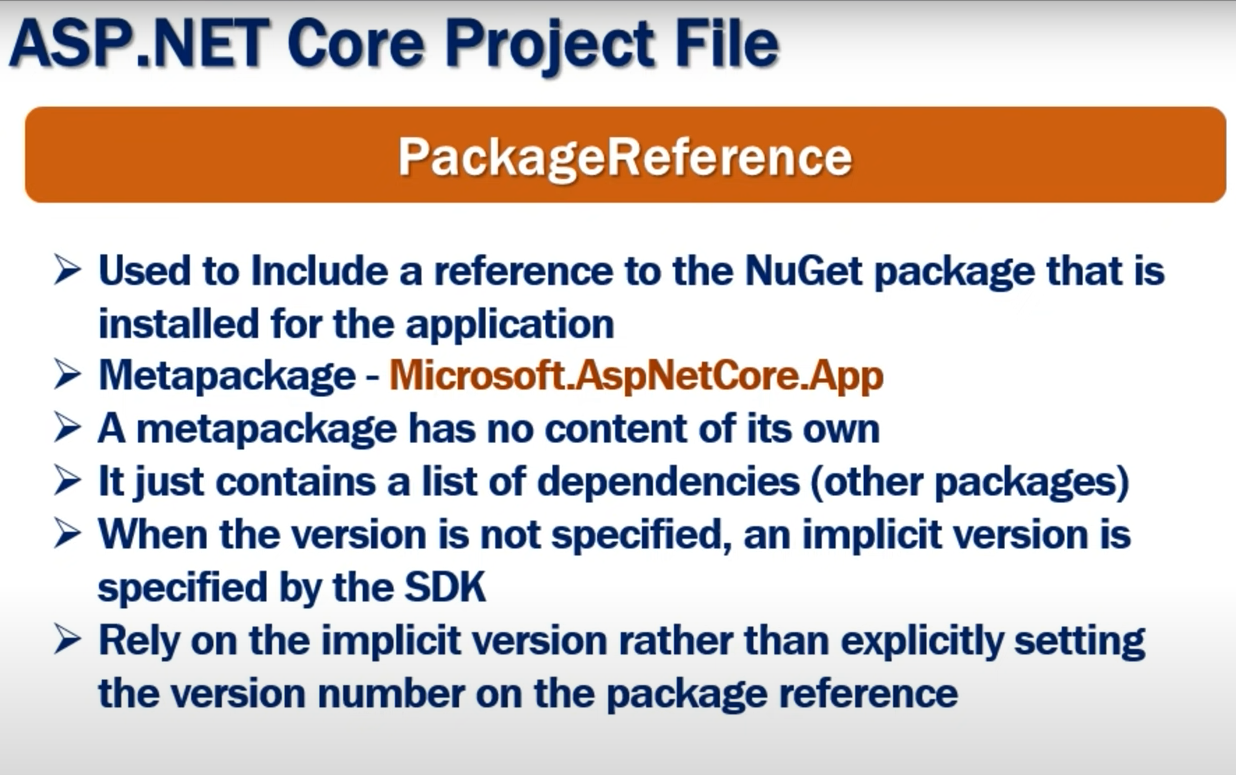 ASP.NET Core Project File
PackageReference
➢ Used to Include a reference to the NuGet package that is
installed for the application
➢ Metapackage - Microsoft.AspNetCore.App
➢ A metapackage has no content of its own
➢ It just contains a list of dependencies (other packages)
➢ When the version is not specified, an implicit version is
specified by the SDK
➢ Rely on the implicit version rather than explicitly setting
the version number on the package reference